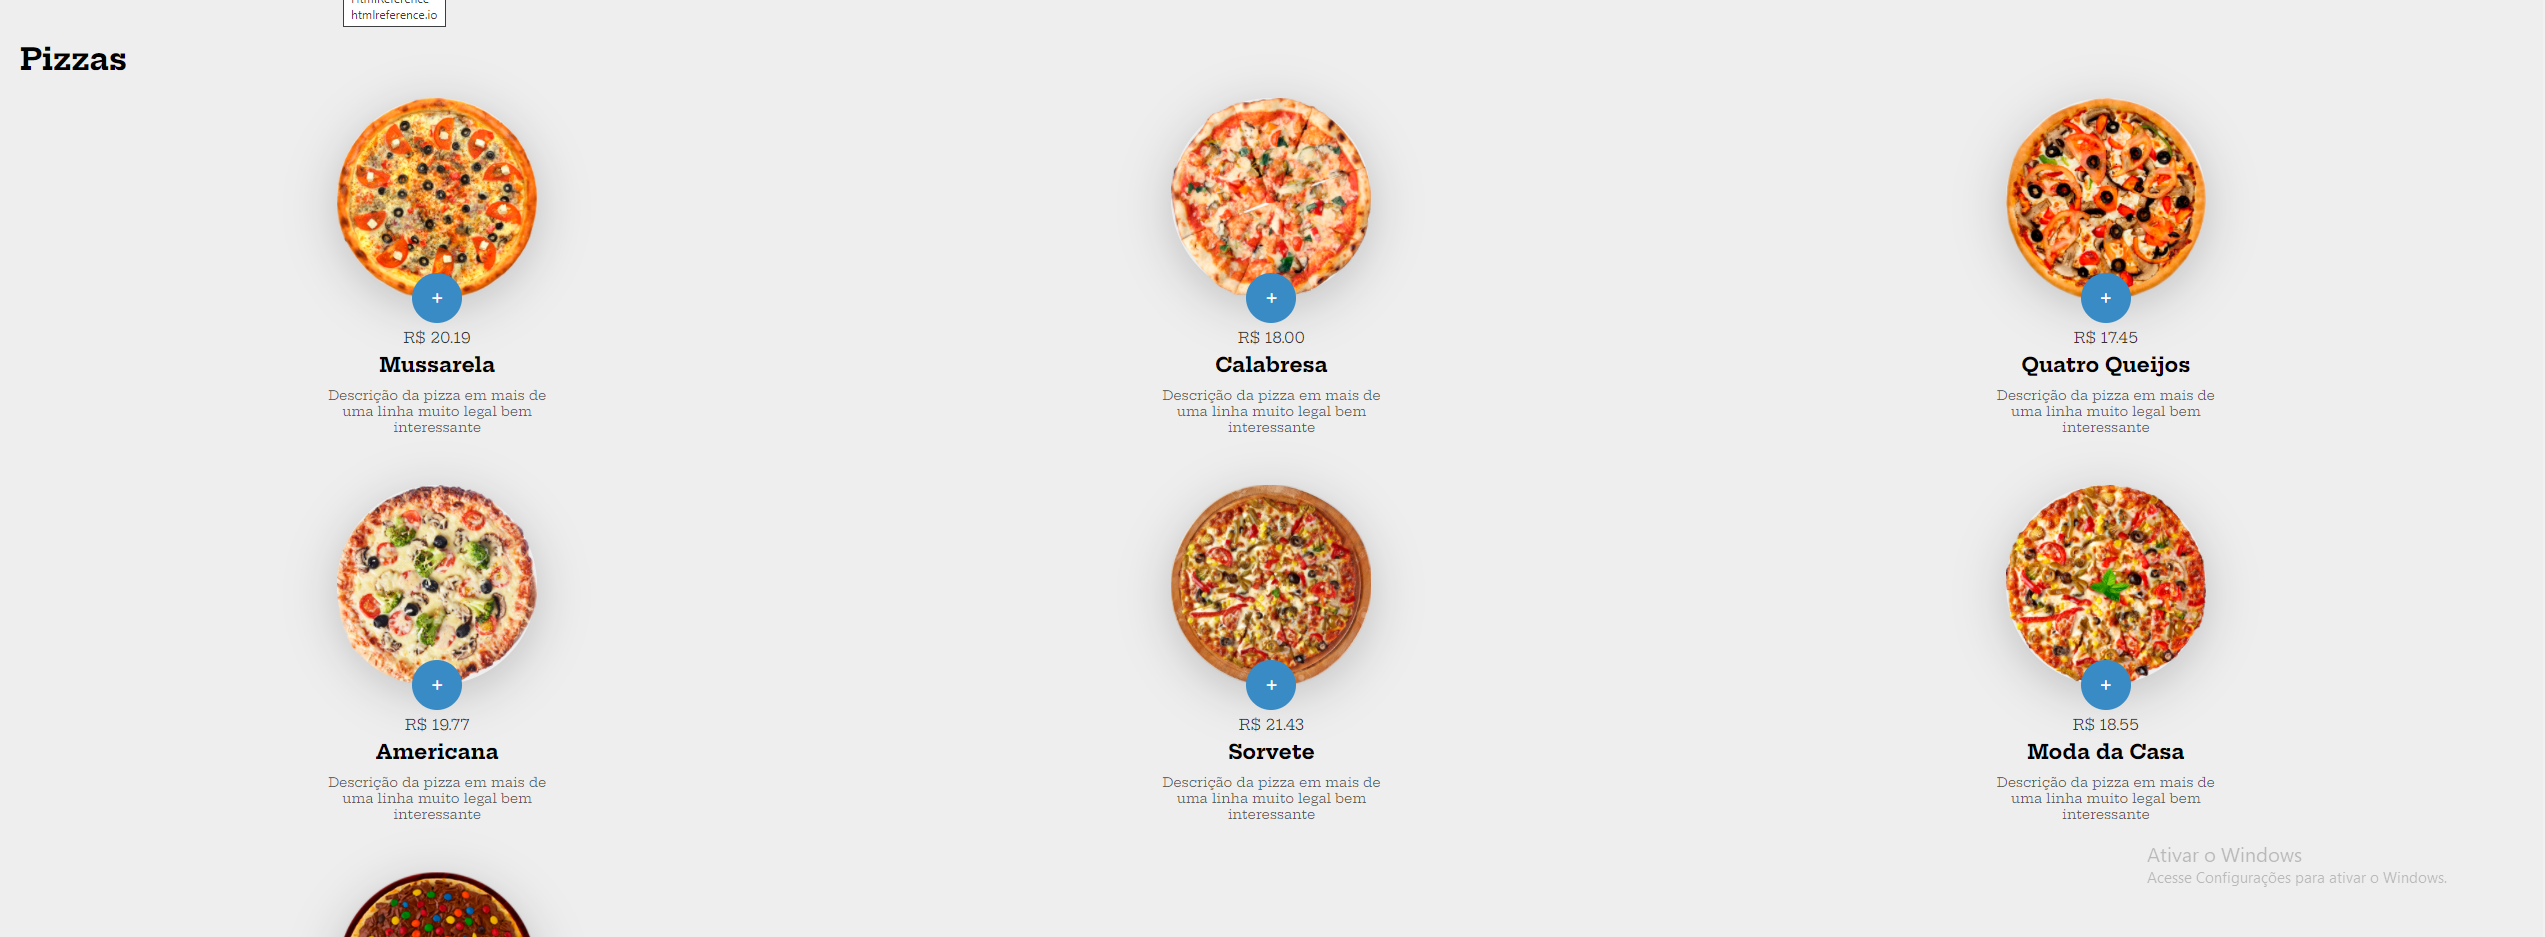 HtmlReference
htmlreference.io
Pizzas
+
+
+
R$ 20.19
R$ 18.00
R$ 17.45
Mussarela
Calabresa
Quatro Queijos
Descrição da pizza em mais de
uma linha muito legal bem
interessante
Descrição da pizza em mais de
uma linha muito legal bem
interessante
Descrição da pizza em mais de
uma linha muito legal bem
interessante
+
+
+
R$ 19.77
R$ 21.43
R$ 18.55
Americana
Sorvete
Moda da Casa
Descrição da pizza em mais de
uma linha muito legal bem
interessante
Descrição da pizza em mais de
uma linha muito legal bem
interessante
Descrição da pizza em mais de
uma linha muito legal bem
interessante
Ativar o Windows
Acesse Configurações para ativar o Windows.